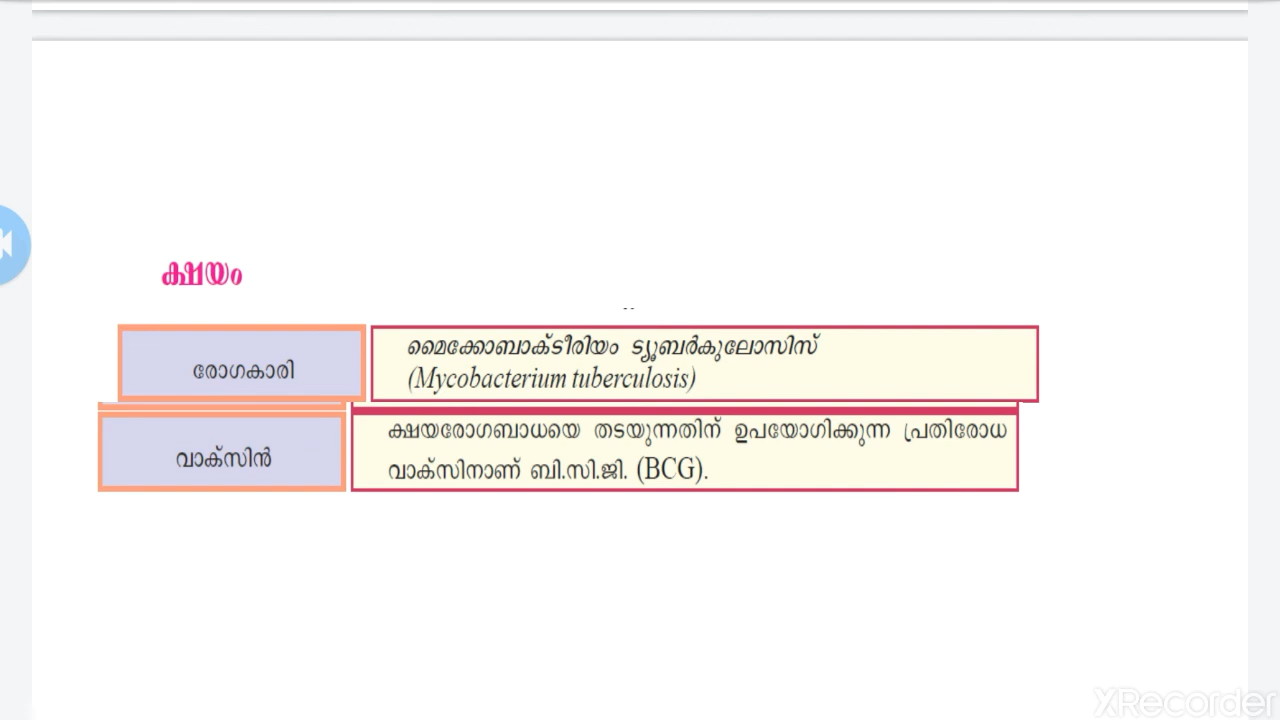 ക്ഷയം
രോഗകാരി
മൈക്കോബാക്ടീരിയം ട്യൂബർകുലോസിസ്
(Mycobacterium tuberculosis)
വാക്സിൻ
ക്ഷയരോഗബാധയെ തടയുന്നതിന് ഉപയോഗിക്കുന്ന പ്രതിരോധ
വാക്സിനാണ് ബി.സി.ജി. (BCG).
XRecorder